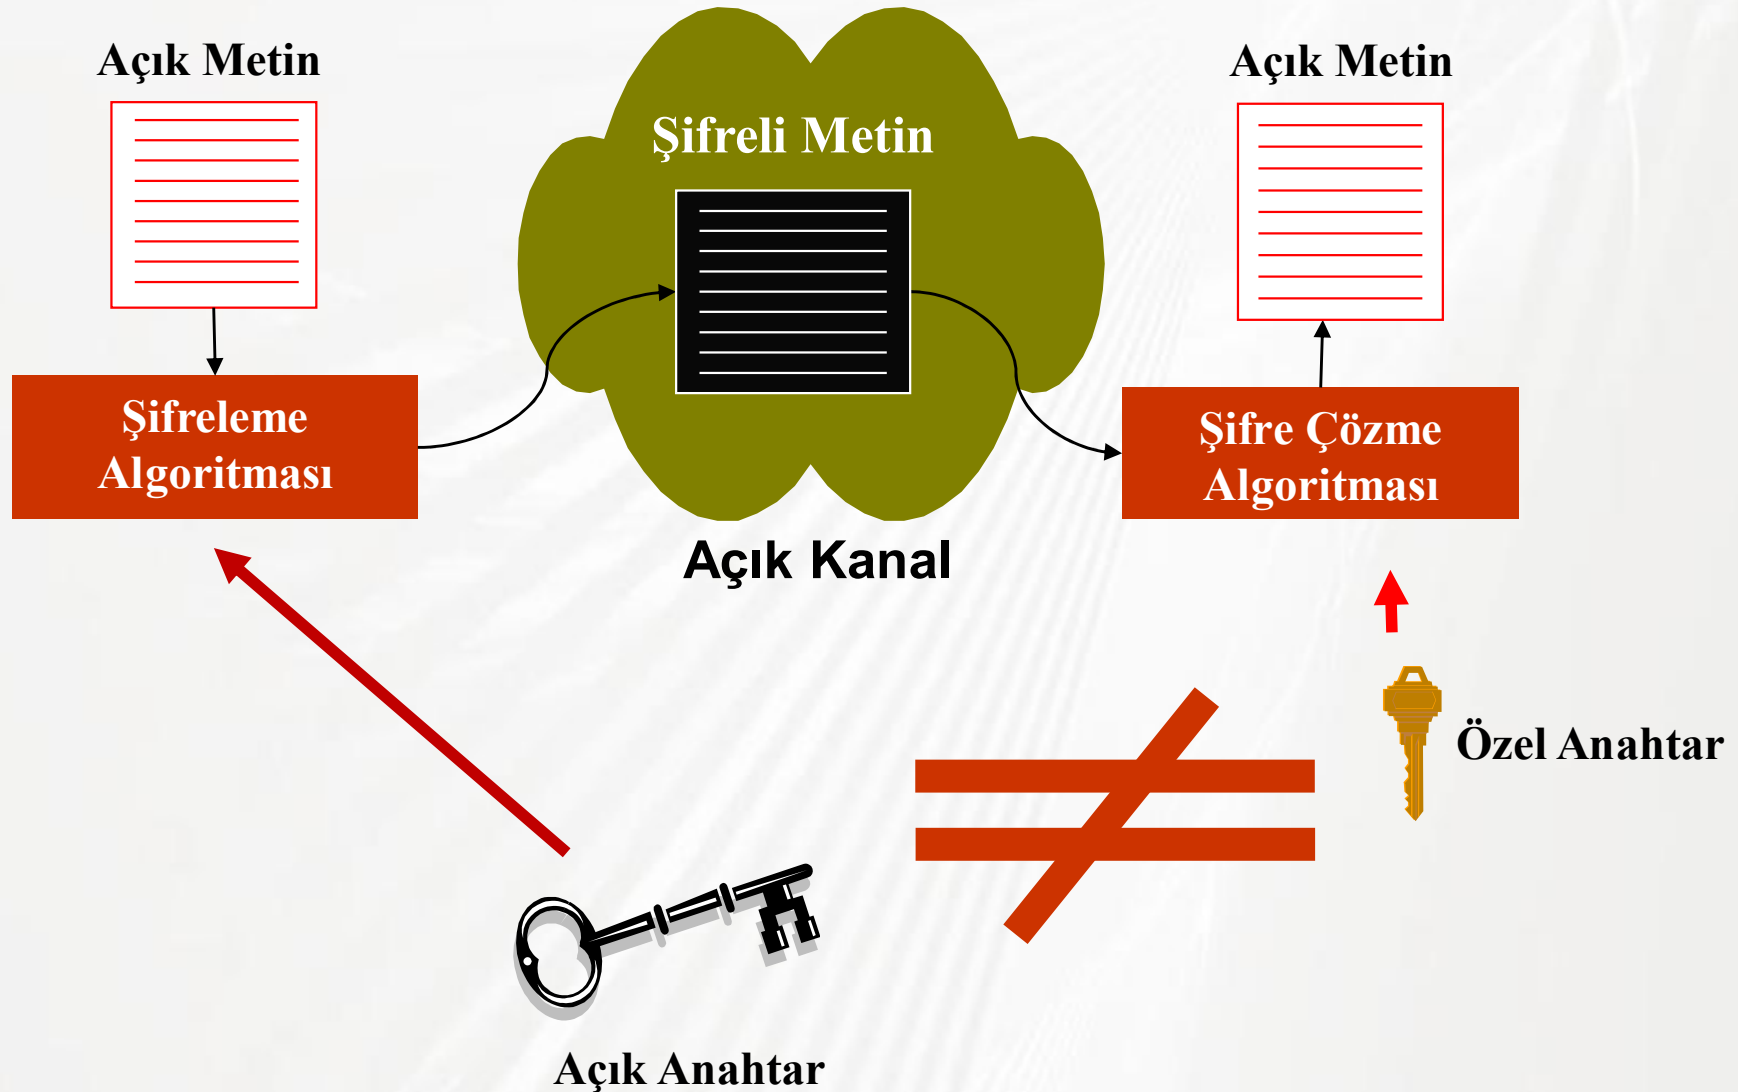 Açık Metin
Şifreli Metin
Açık Metin
Şifreleme
Algoritması
Şifre Çözme
Algoritması
Açık Kanal
Özel Anahtar
Açık Anahtar